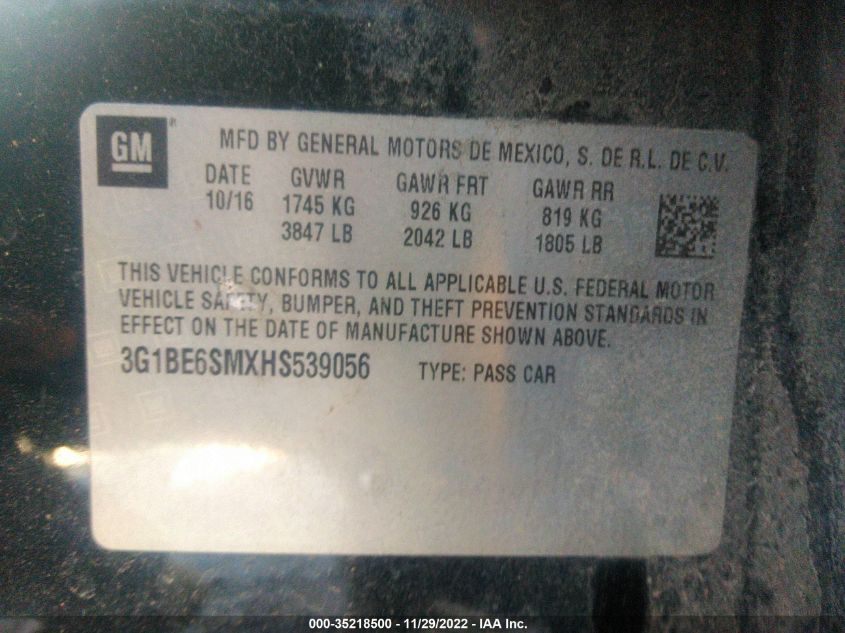 GM
MFD BY GENERAL MOTORS DE MEXICO, S. DE R.L. DE C.V.
DATE GVWR GAWR FRT GAWR RR
10/16 1745 KG 926 KG 819 KG
3847 LB 2042 LB 1805 LB
THIS VEHICLE CONFORMS TO ALL APPLICABLE U.S. FEDERAL MOTOR
VEHICLE SAFETY, BUMPER, AND THEFT PREVENTION STANDARDS IN
EFFECT ON THE DATE OF MANUFACTURE SHOWN ABOVE.
3G1BE6SMXHS539056 TYPE: PASS CAR
000-35218500 - 11/29/2022 - IAA Inc.